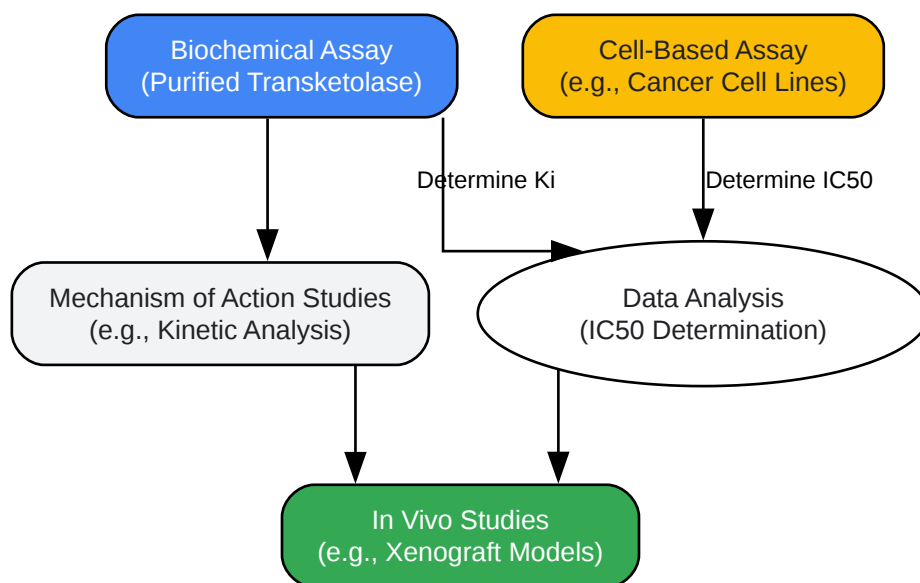 Biochemical Assay
(Purified Transketolase)
Cell-Based Assay
(e.g., Cancer Cell Lines)
Determine Ki
Determine IC50
Mechanism of Action Studies
(e.g., Kinetic Analysis)
Data Analysis
(IC50 Determination)
In Vivo Studies
(e.g., Xenograft Models)